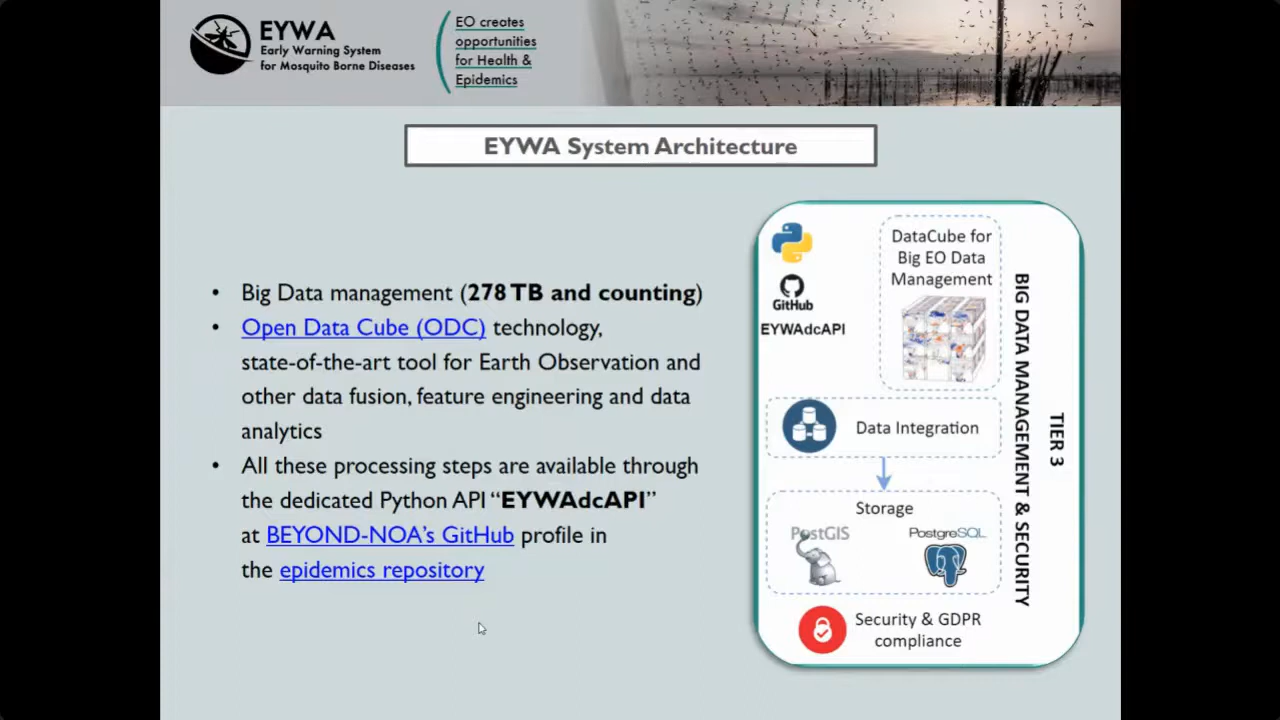 EYWA
Early Warning System
for Mosquito Borne Diseases
EO creates
opportunities
for Health &
Epidemics
EYWA System Architecture
• Big Data management (278 TB and counting)
• Open Data Cube (ODC) technology,
state-of-the-art tool for Earth Observation and
other data fusion, feature engineering and data
analytics
• All these processing steps are available through
the dedicated Python API “EYWAdcAPI”
at BEYOND-NOA’s GitHub profile in
the epidemics repository
GitHub
EYWAdcAPI
DataCube for
Big EO Data
Management
Data Integration
Storage
PostGIS
PostgreSQL
Security & GDPR
compliance
BIG DATA MANAGEMENT & SECURITY
TIER 3